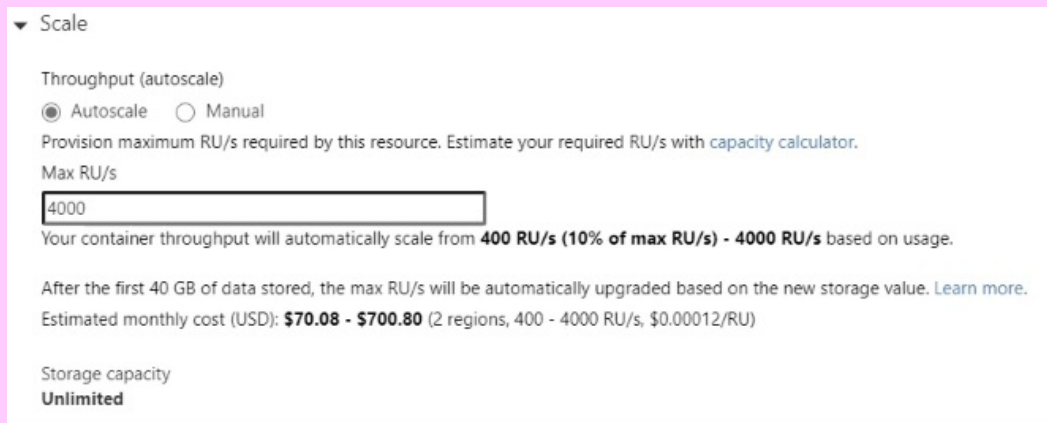 Scale
Throughput (autoscale)
Autoscale Manual
Provision maximum RU/s required by this resource. Estimate your required RU/s with capacity calculator.
Max RU/s
4000
Your container throughput will automatically scale from 400 RU/s (10% of max RU/s) - 4000 RU/s based on usage.
After the first 40 GB of data stored, the max RU/s will be automatically upgraded based on the new storage value. Learn more.
Estimated monthly cost (USD): $70.08 - $700.80 (2 regions, 400 - 4000 RU/s, $0.00012/RU)
Storage capacity
Unlimited